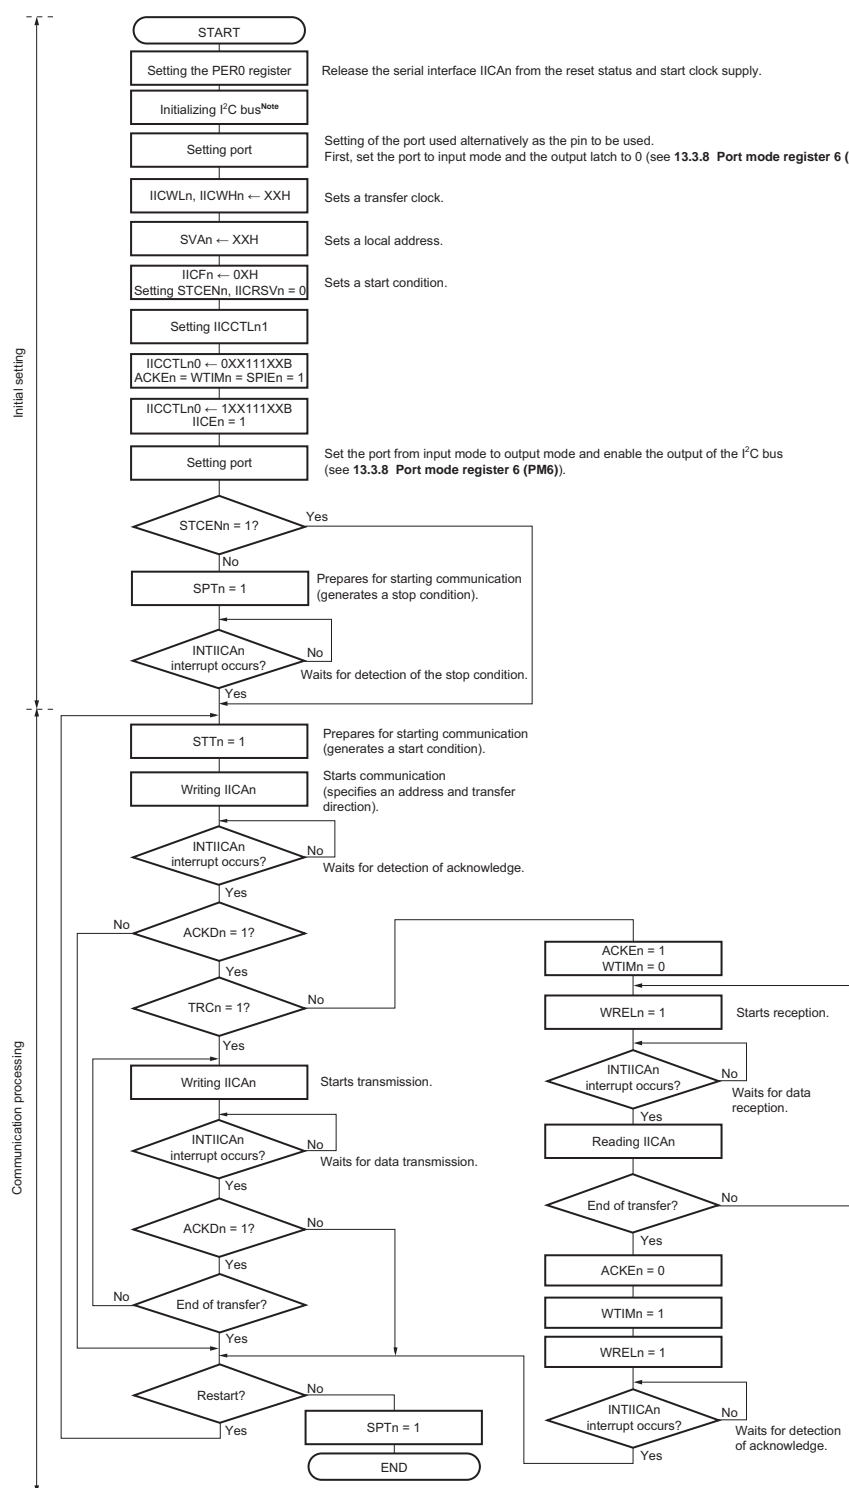 START
Setting the PER0 register
Release the serial interface IICAn from the reset status and start clock supply.
Initializing I²C busNote
Setting port
Setting of the port used alternatively as the pin to be used.
First, set the port to input mode and the output latch to 0 (see 13.3.8 Port mode register 6 (
IICWLn, IICWHn ← XXH
Sets a transfer clock.
SVAn ← XXH
Sets a local address.
IICFn ← 0XH
Setting STCENn, IICRSVn = 0
Sets a start condition.
Setting IICCTLn1
IICCTLn0 ← 0XX111XXB
ACKEn = WTIMn = SPIEn = 1
IICCTLn0 ← 1XX111XXB
IICEn = 1
Setting port
Set the port from input mode to output mode and enable the output of the I²C bus
(see 13.3.8 Port mode register 6 (PM6)).
Initial setting
STCENn = 1?
Yes
No
SPTn = 1
Prepares for starting communication
(generates a stop condition).
INTIICAn
interrupt occurs?
No
Waits for detection of the stop condition.
Yes
STTn = 1
Prepares for starting communication
(generates a start condition).
Writing IICAn
Starts communication
(specifies an address and transfer
direction).
INTIICAn
interrupt occurs?
No
Waits for detection of acknowledge.
Yes
No
ACKDn = 1?
Yes
TRCn = 1?
No
Yes
Writing IICAn
Starts transmission.
INTIICAn
interrupt occurs?
No
Waits for data transmission.
Yes
ACKDn = 1?
No
Yes
No
End of transfer?
Yes
Restart?
No
Yes
SPTn = 1
END
Communication processing
ACKEn = 1
WTIMn = 0
WRELn = 1
Starts reception.
INTIICAn
interrupt occurs?
No
Waits for data
reception.
Yes
Reading IICAn
End of transfer?
No
Yes
ACKEn = 0
WTIMn = 1
WRELn = 1
INTIICAn
interrupt occurs?
No
Waits for detection
of acknowledge.
Yes